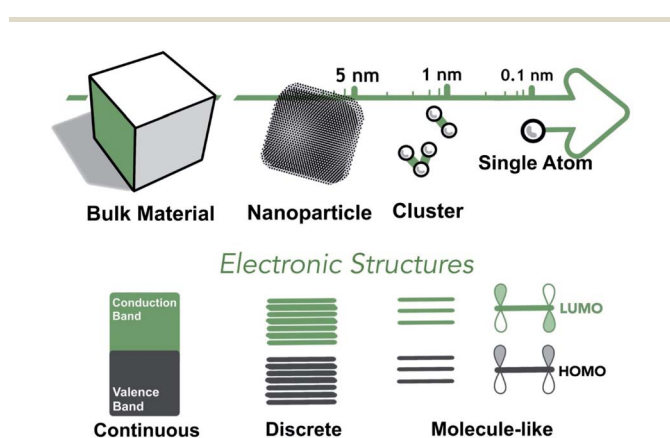 5 nm
1 nm
0.1 nm
Single Atom
Bulk Material
Nanoparticle
Cluster
Electronic Structures
Conduction
Band
LUMO
Valence
Band
HOMO
Continuous
Discrete
Molecule-like